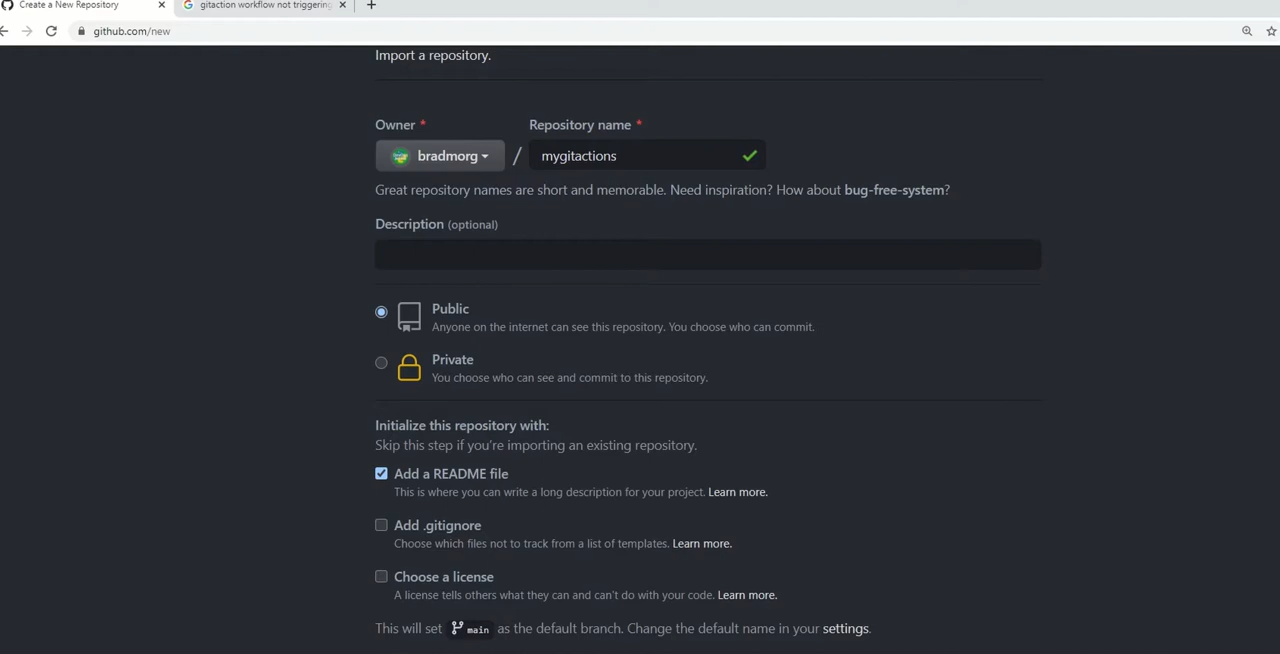 Create a New Repository
gitaction workflow not triggering
github.com/new
Import a repository.
Owner *
Repository name *
bradmorg
/
mygitactions
Great repository names are short and memorable. Need inspiration? How about bug-free-system?
Description (optional)
Public
Anyone on the internet can see this repository. You choose who can commit.
Private
You choose who can see and commit to this repository.
Initialize this repository with:
Skip this step if you’re importing an existing repository.
Add a README file
This is where you can write a long description for your project. Learn more.
Add .gitignore
Choose which files not to track from a list of templates. Learn more.
Choose a license
A license tells others what they can and can't do with your code. Learn more.
This will set main as the default branch. Change the default name in your settings.